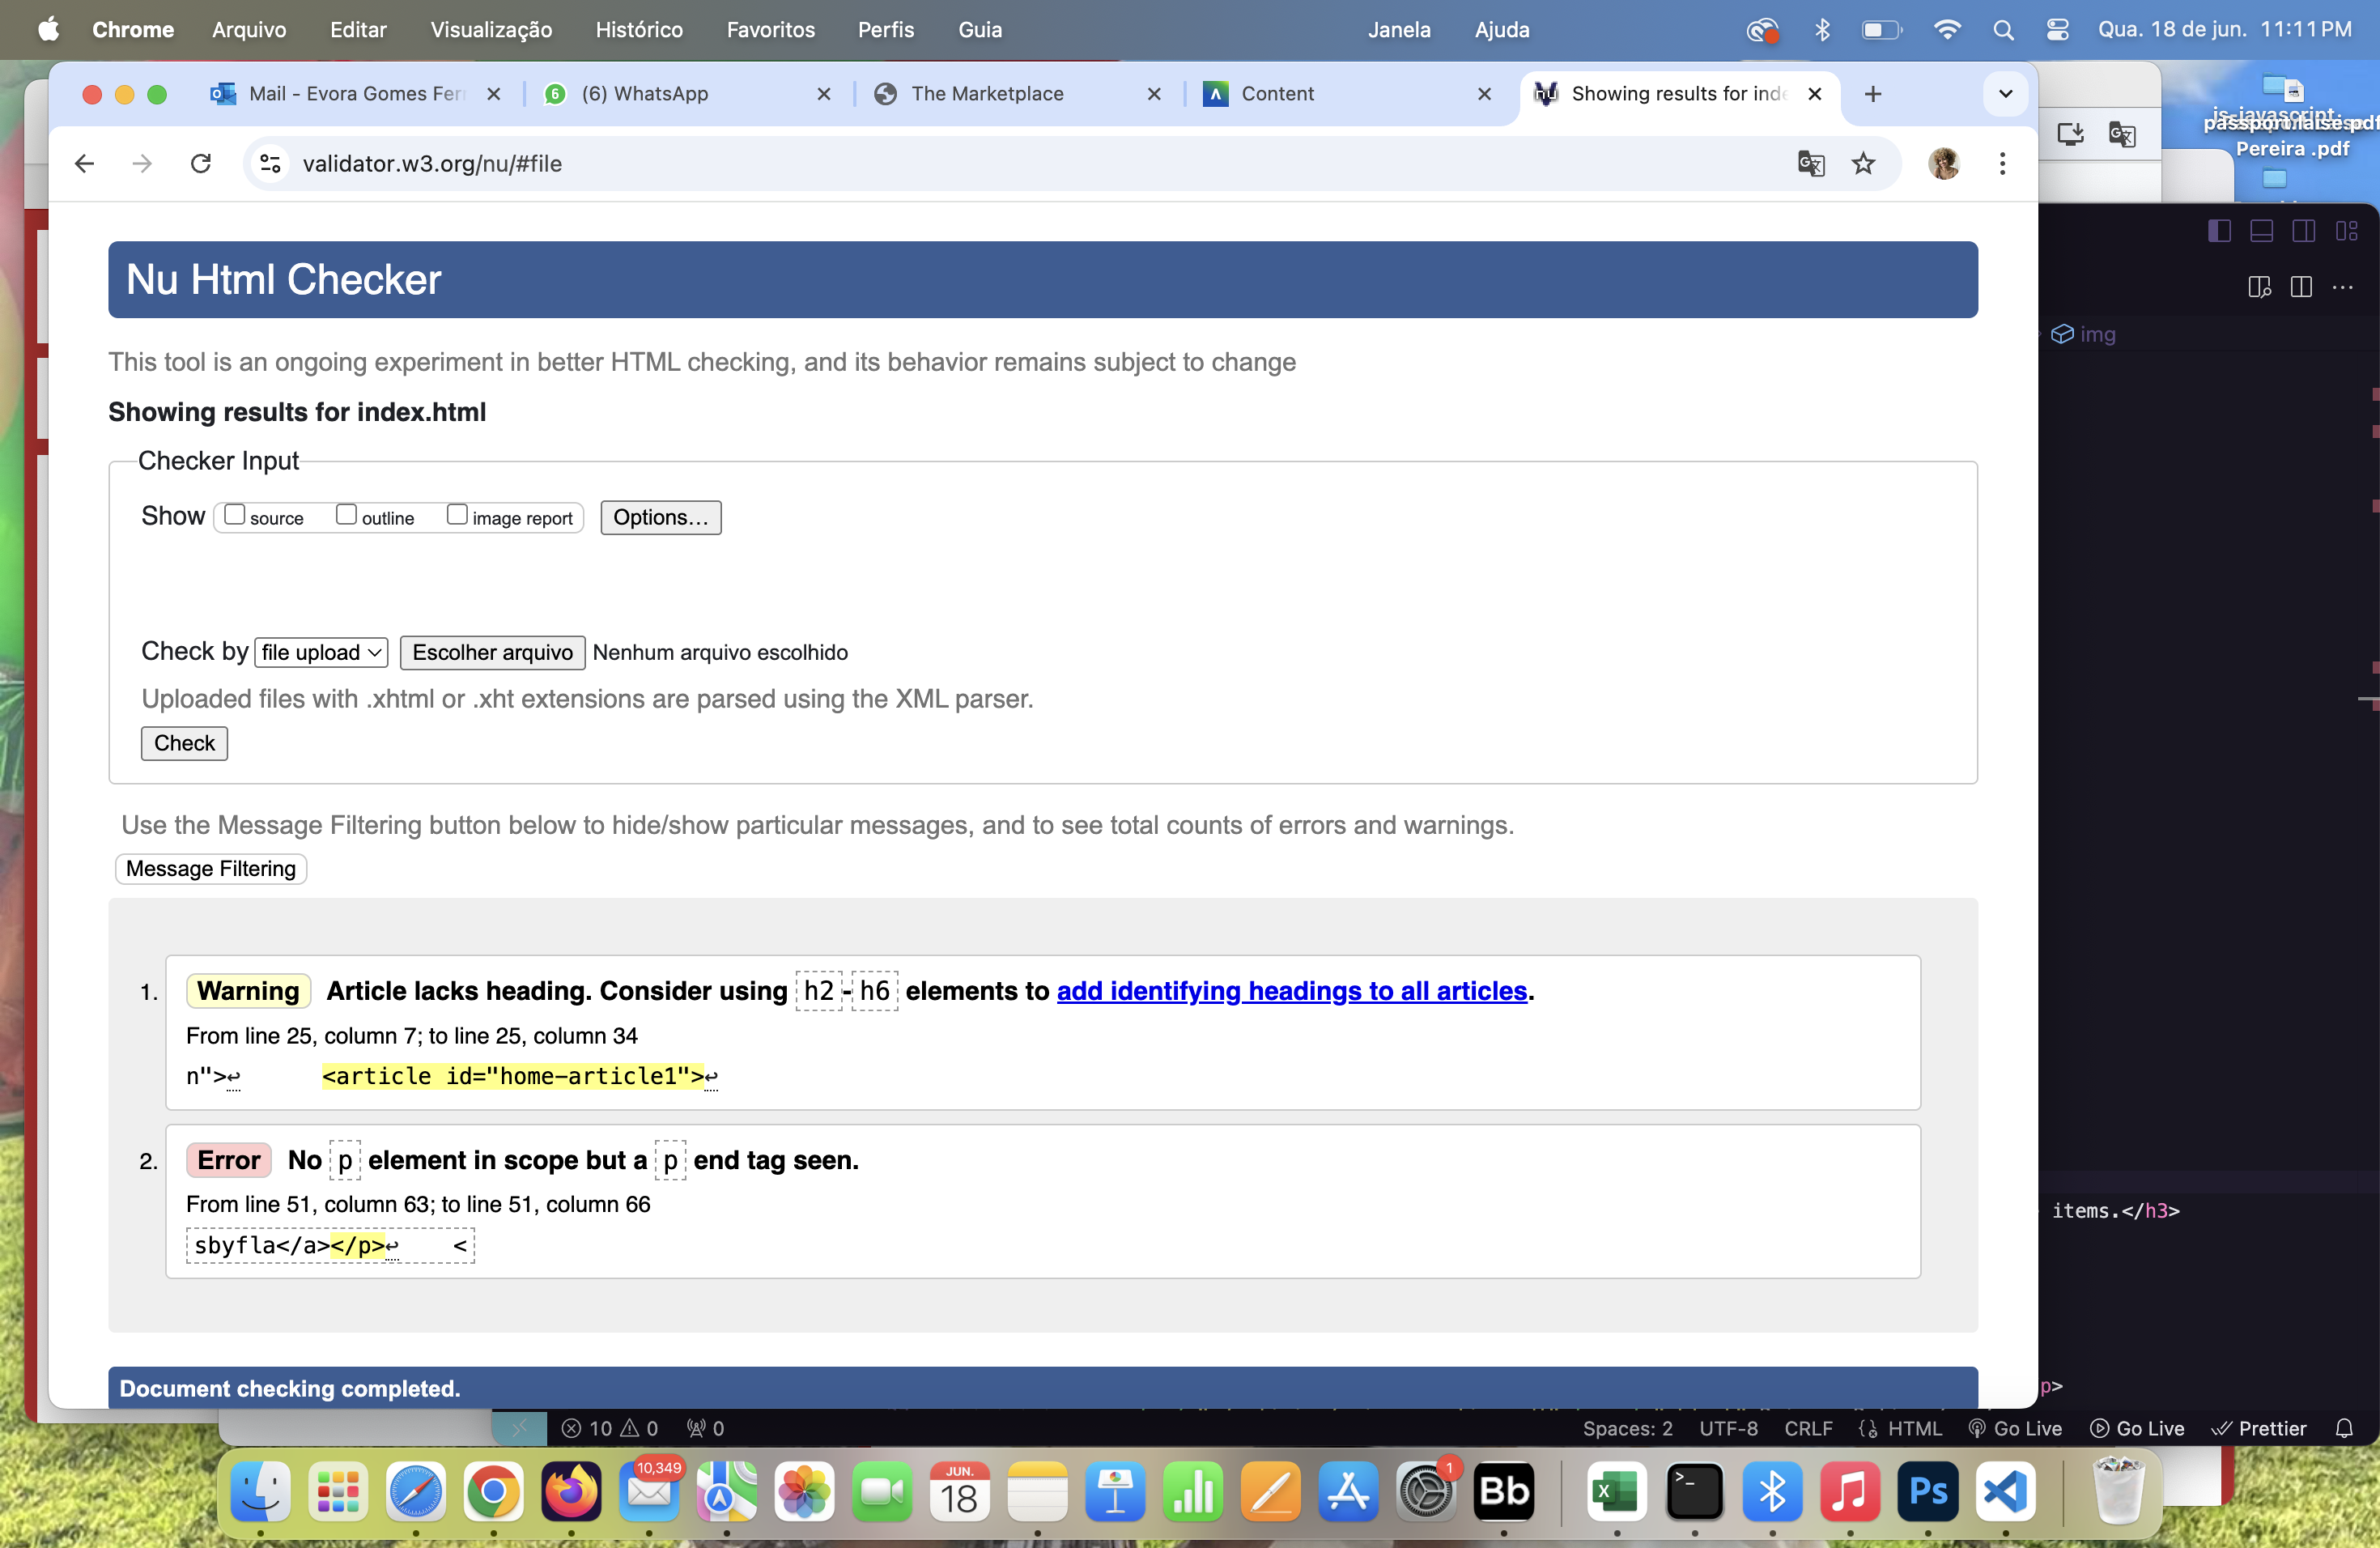 Chrome Arquivo Editar Visualização Histórico Favoritos Perfis Guia Janela Ajuda Qua. 18 de jun. 11:11 PM
Mail - Evora Gomes Fer
6 (6) WhatsApp
The Marketplace
Content
nu Showing results for inde
validator.w3.org/nu/#file
Pereira .pdf
img
Nu Html Checker
This tool is an ongoing experiment in better HTML checking, and its behavior remains subject to change
Showing results for index.html
Checker Input
Show source outline image report Options...
Check by file upload Escolher arquivo Nenhum arquivo escolhido
Uploaded files with .xhtml or .xht extensions are parsed using the XML parser.
Check
Use the Message Filtering button below to hide/show particular messages, and to see total counts of errors and warnings.
Message Filtering
1. Warning Article lacks heading. Consider using h2-h6 elements to add identifying headings to all articles.
From line 25, column 7; to line 25, column 34
n">↩ <article id="home-article1">↩
2. Error No p element in scope but a p end tag seen.
From line 51, column 63; to line 51, column 66
sbyfla</a></p>↩ <
items.</h3>
p>
Document checking completed.
10 0 0 Spaces: 2 UTF-8 CRLF HTML Go Live Go Live Prettier
10,349
JUN.
18
1
Bb
X
>_
Ps